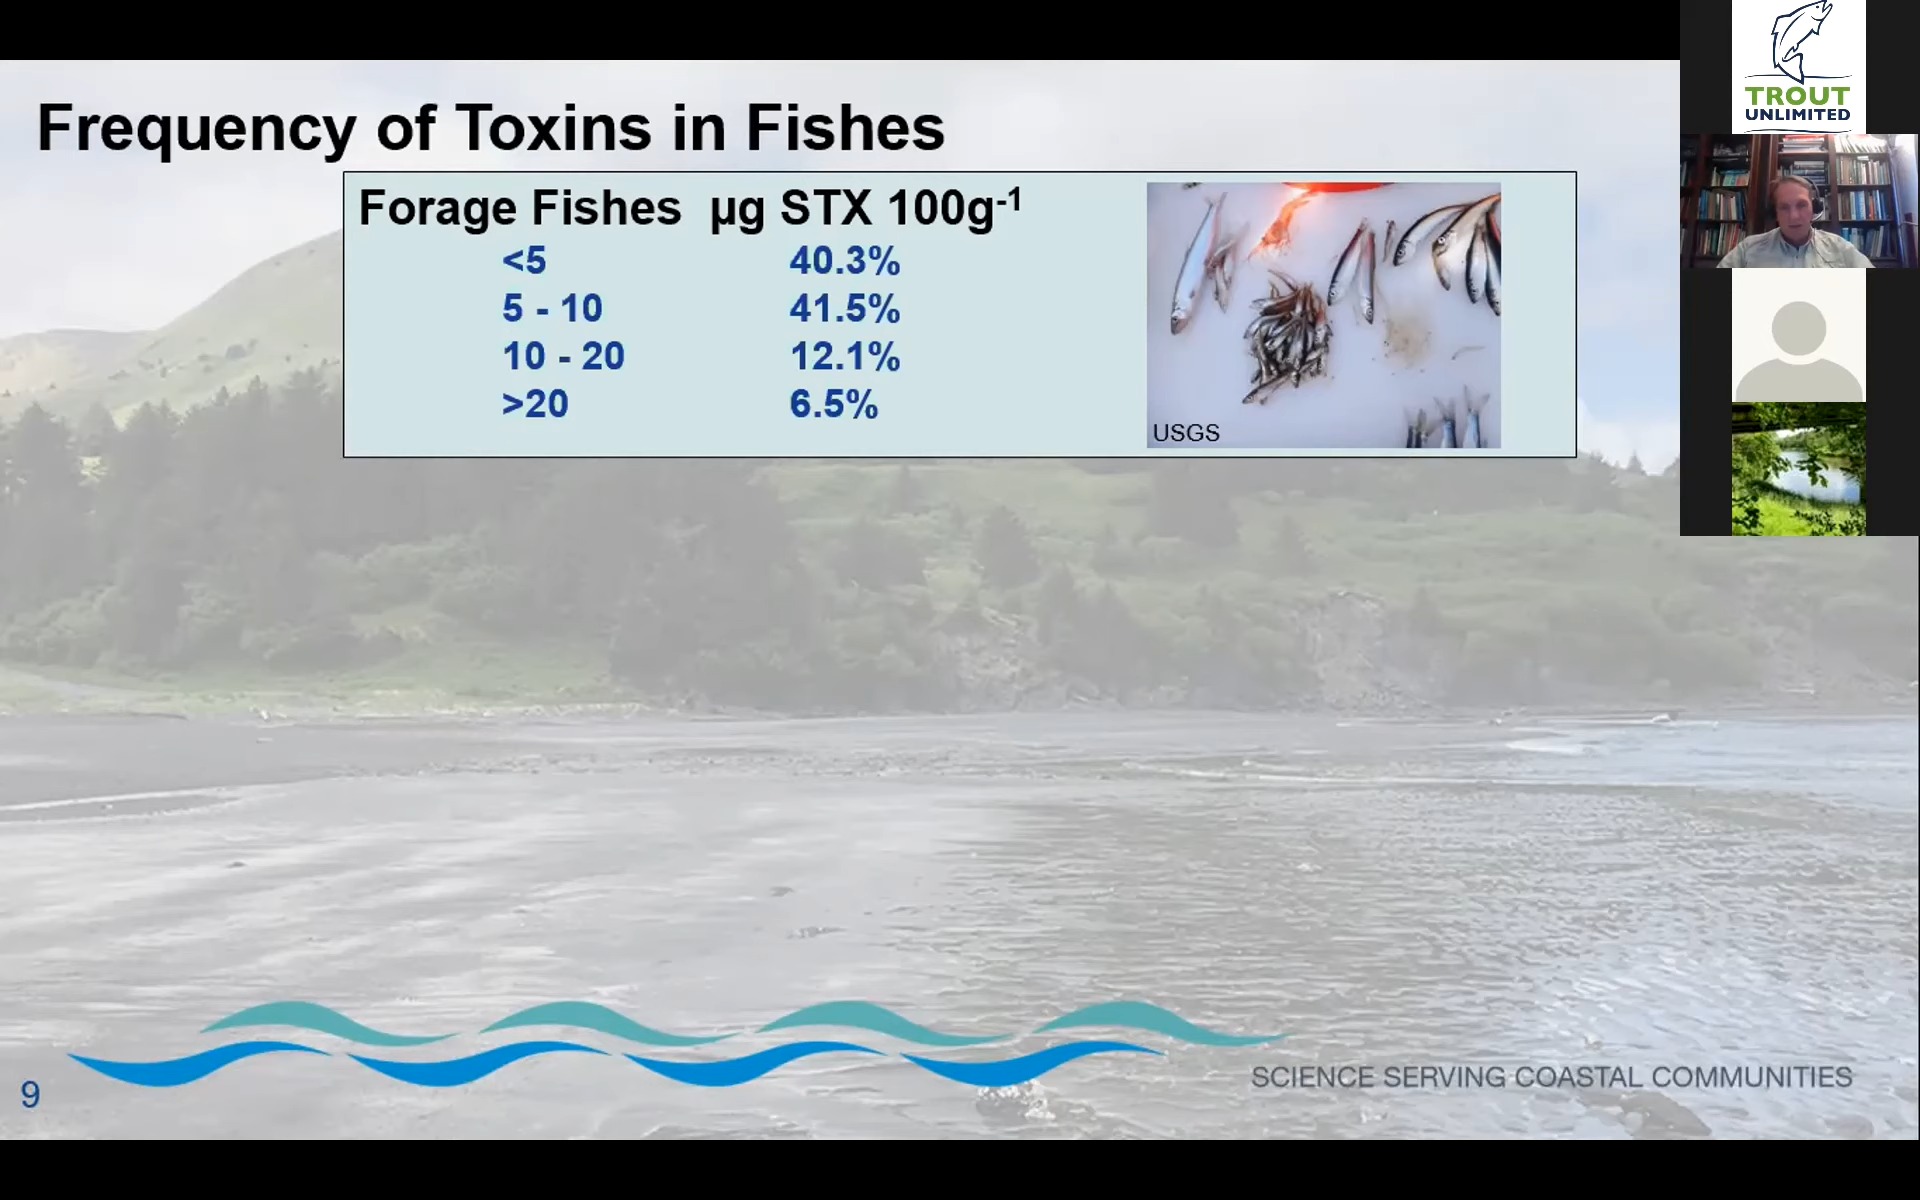 Frequency of Toxins in Fishes
Forage Fishes µg STX 100g-1
<5 40.3%
5 - 10 41.5%
10 - 20 12.1%
>20 6.5%
USGS
SCIENCE SERVING COASTAL COMMUNITIES
9
TROUT
UNLIMITED